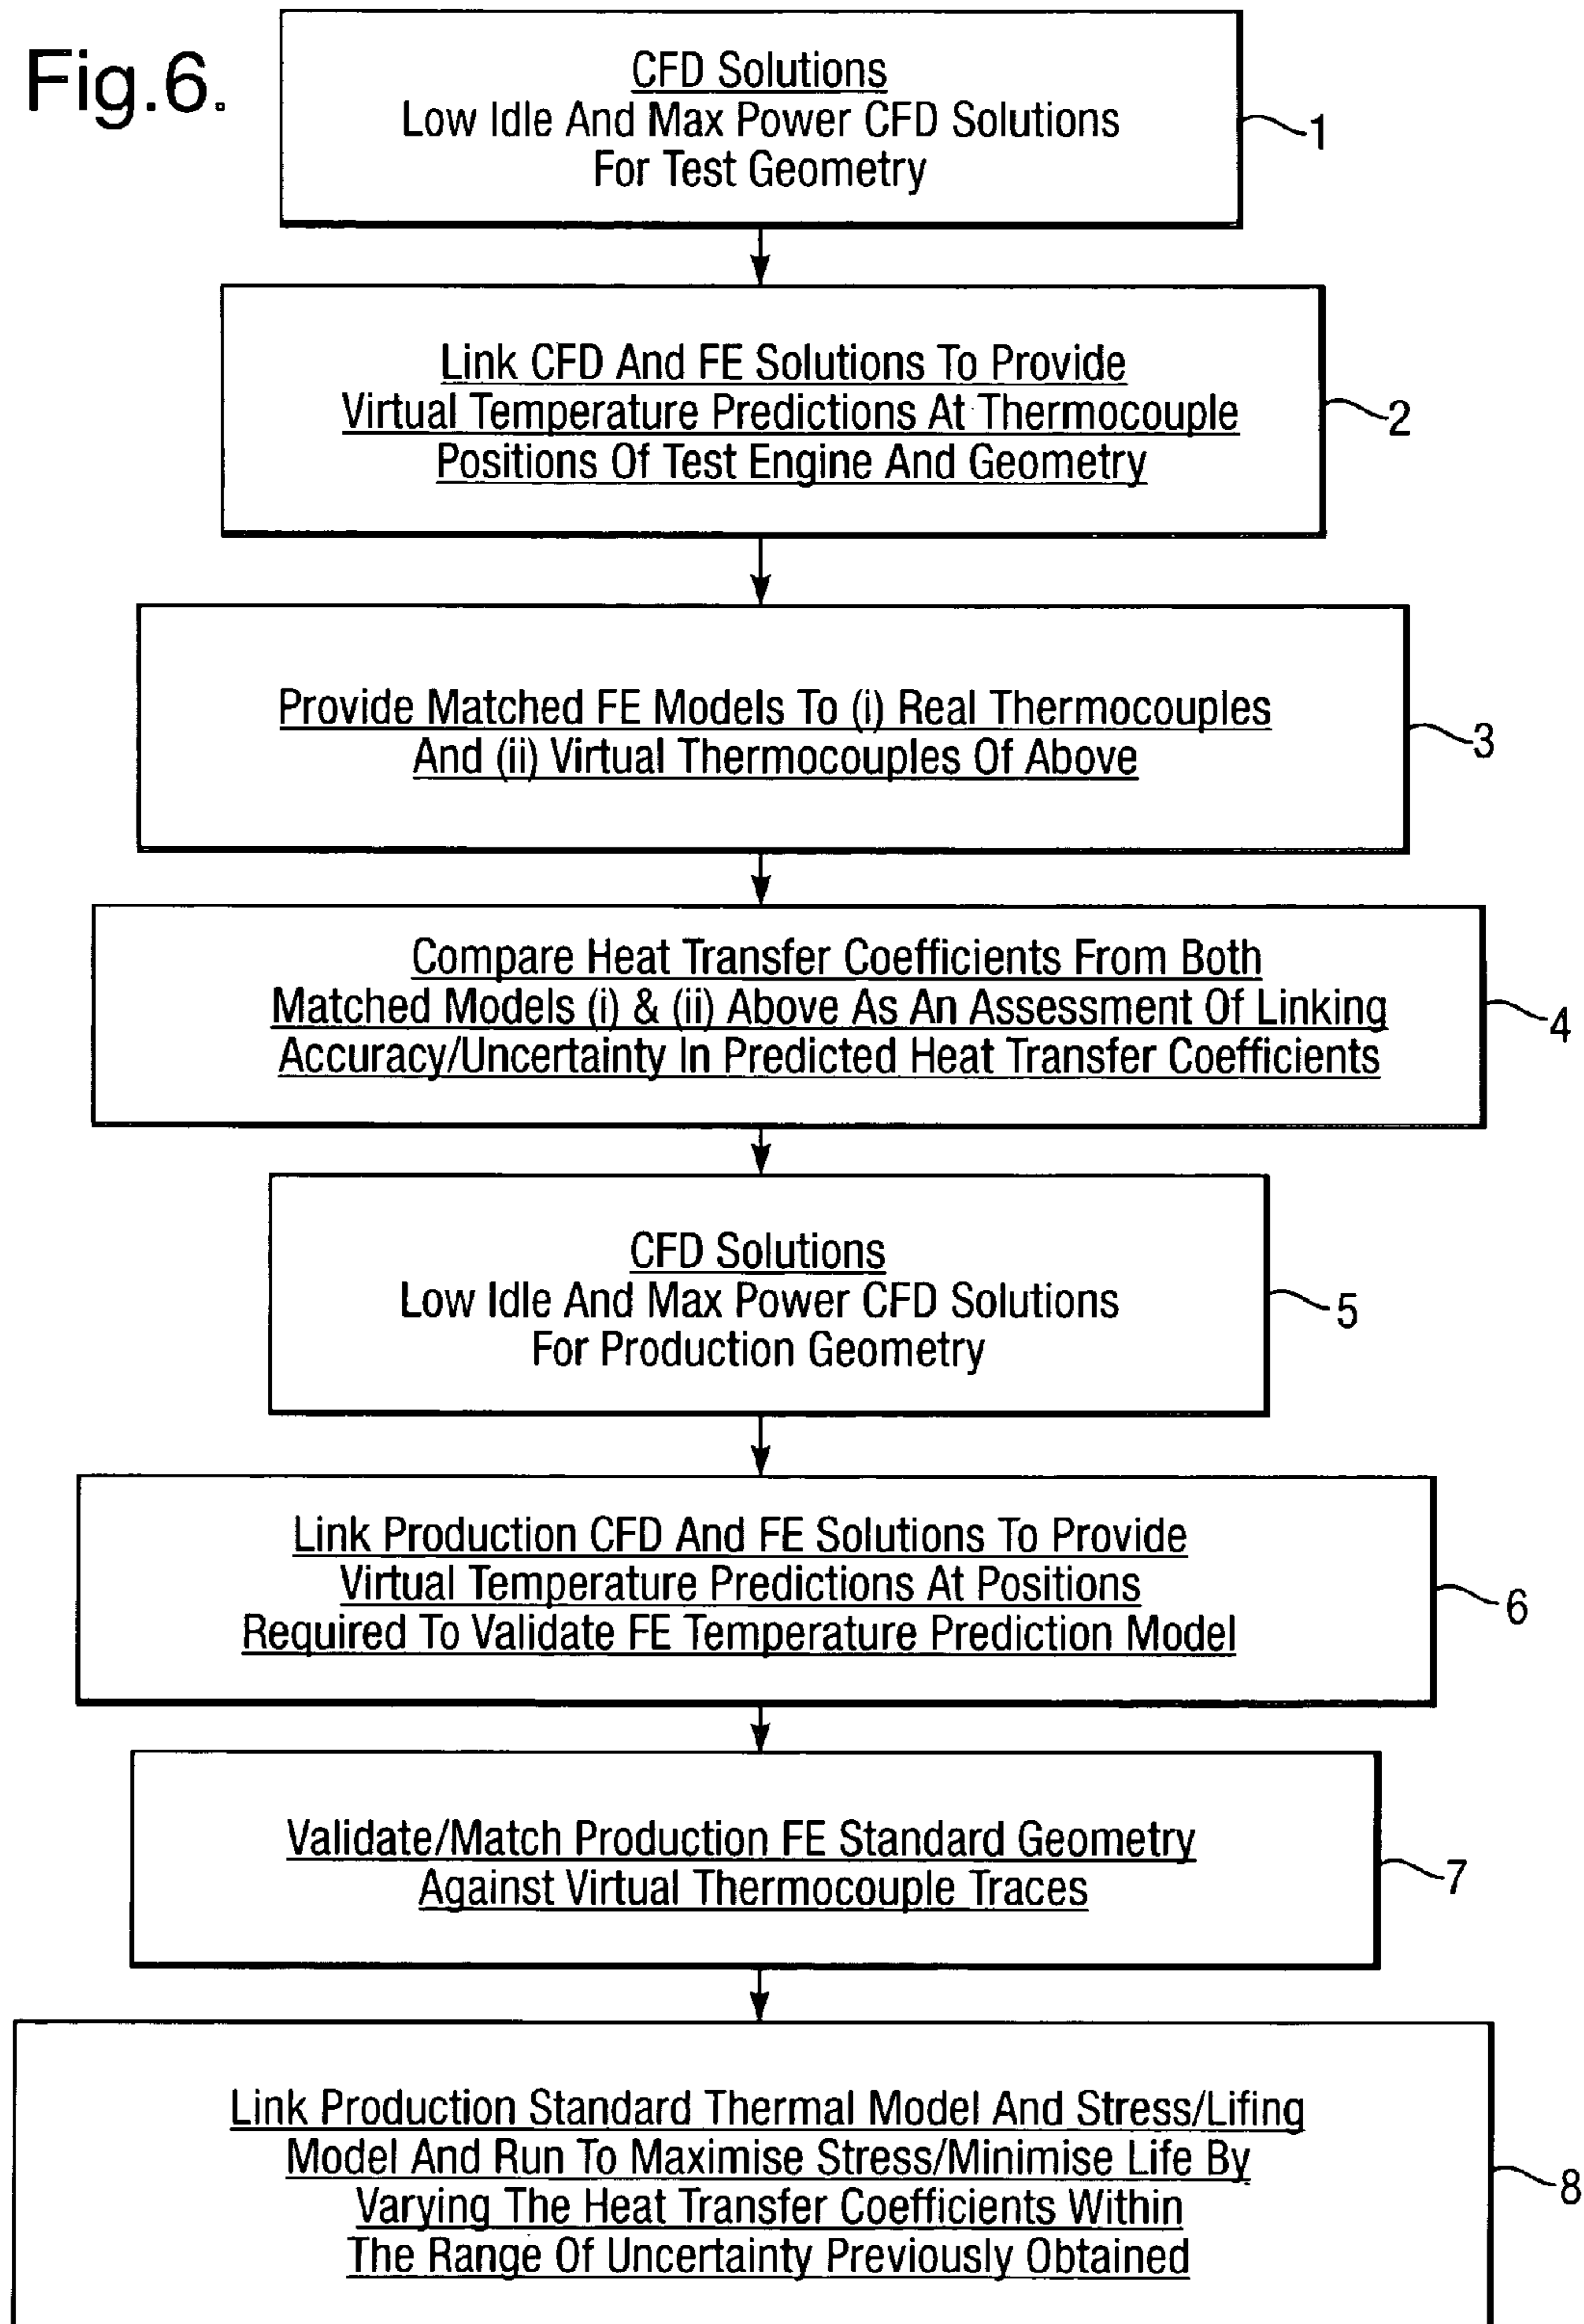 Fig.6.
CFD Solutions
Low Idle And Max Power CFD Solutions
For Test Geometry
1
Link CFD And FE Solutions To Provide
Virtual Temperature Predictions At Thermocouple
Positions Of Test Engine And Geometry
2
Provide Matched FE Models To (i) Real Thermocouples
And (ii) Virtual Thermocouples Of Above
3
Compare Heat Transfer Coefficients From Both
Matched Models (i) & (ii) Above As An Assessment Of Linking
Accuracy/Uncertainty In Predicted Heat Transfer Coefficients
4
CFD Solutions
Low Idle And Max Power CFD Solutions
For Production Geometry
5
Link Production CFD And FE Solutions To Provide
Virtual Temperature Predictions At Positions
Required To Validate FE Temperature Prediction Model
6
Validate/Match Production FE Standard Geometry
Against Virtual Thermocouple Traces
7
Link Production Standard Thermal Model And Stress/Lifing
Model And Run To Maximise Stress/Minimise Life By
Varying The Heat Transfer Coefficients Within
The Range Of Uncertainty Previously Obtained
8